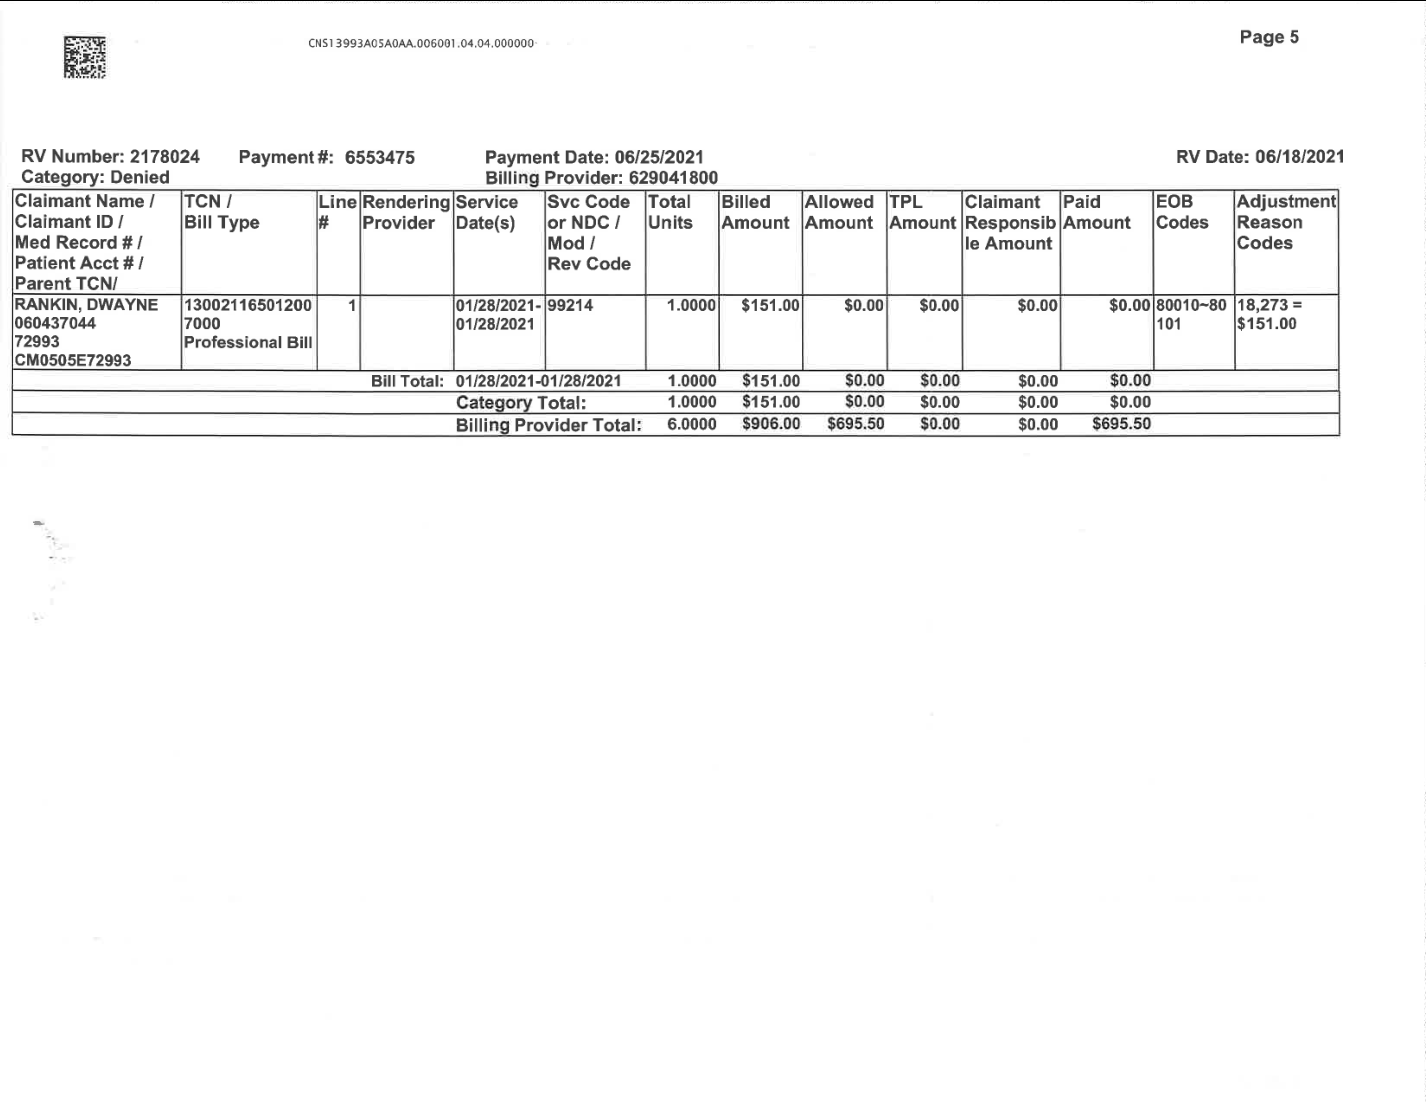 CNS13993A05A0AA.006001.04.04.000000
Page 5
RV Number: 2178024 Payment #: 6553475 Payment Date: 06/25/2021 RV Date: 06/18/2021
Category: Denied Billing Provider: 629041800
Claimant Name / TCN / Line Rendering Service Svc Code Total Billed Allowed TPL Claimant Paid EOB Adjustment
Claimant ID / Bill Type # Provider Date(s) or NDC / Units Amount Amount Amount Responsib Amount Codes Reason
Med Record # / Mod / le Amount Codes
Patient Acct # / Rev Code
Parent TCN/
RANKIN, DWAYNE 13002116501200 1 01/28/2021- 99214 1.0000 $151.00 $0.00 $0.00 $0.00 $0.00 80010~80 18,273 =
060437044 7000 01/28/2021 101 $151.00
72993 Professional Bill
CM0505E72993
Bill Total: 01/28/2021-01/28/2021 1.0000 $151.00 $0.00 $0.00 $0.00 $0.00
Category Total: 1.0000 $151.00 $0.00 $0.00 $0.00 $0.00
Billing Provider Total: 6.0000 $906.00 $695.50 $0.00 $0.00 $695.50